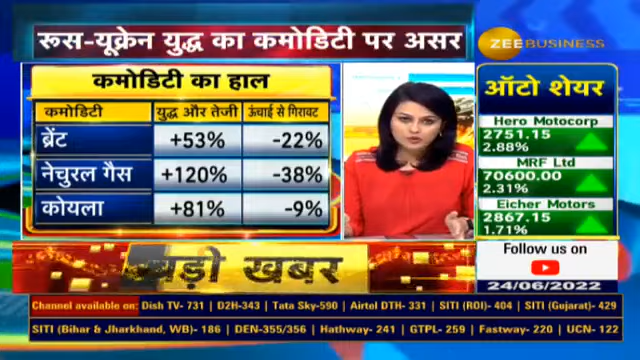 रूस-यूक्रेन युद्ध का कमोडिटी पर असर
ZEE BUSINESS
कमोडिटी का हाल
कमोडिटी युद्ध और तेजी ऊंचाई से गिरावट
ब्रेंट +53% -22%
नेचुरल गैस +120% -38%
कोयला +81% -9%
ऑटो शेयर
Hero Motocorp
2751.15
2.88%
MRF Ltd
70600.00
2.31%
Eicher Motors
2867.15
1.71%
बड़ी खबर
Follow us on
24/06/2022
Channel available on: Dish TV- 731 | D2H-343 | Tata Sky-590 | Airtel DTH- 331 | SITI (ROI)- 404 | SITI (Gujarat)- 429
SITI (Bihar & Jharkhand, WB)- 186 | DEN-355/356 | Hathway- 241 | GTPL- 259 | Fastway- 220 | UCN- 122